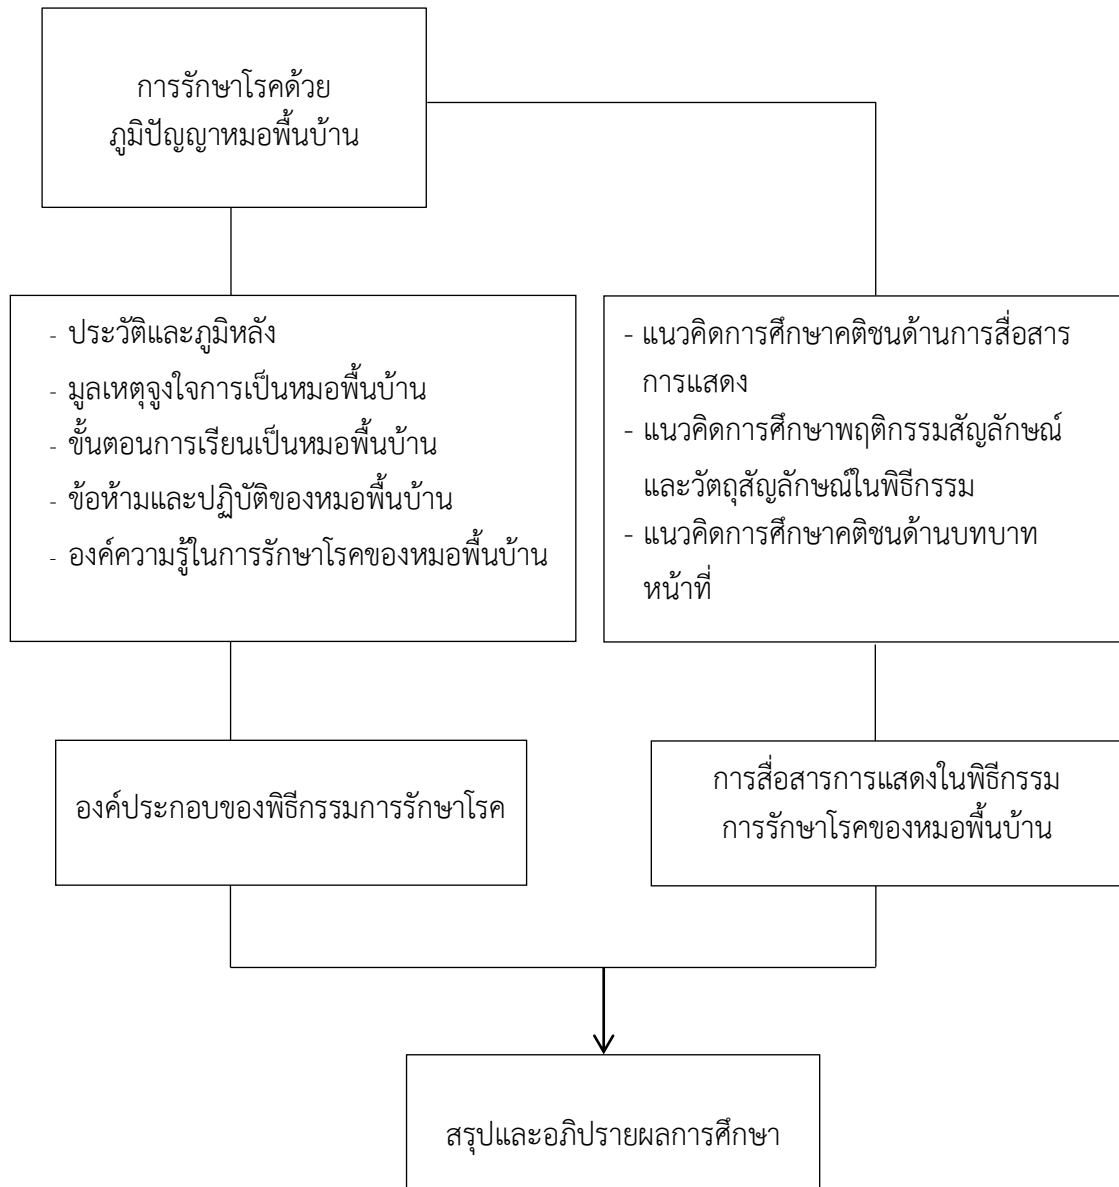 การรักษาโรคด้วย
ภูมิปัญญาหมอพื้นบ้าน
- ประวัติและภูมิหลัง
- มูลเหตุจูงใจการเป็นหมอพื้นบ้าน
- ขั้นตอนการเรียนเป็นหมอพื้นบ้าน
- ข้อห้ามและปฏิบัติของหมอพื้นบ้าน
- องค์ความรู้ในการรักษาโรคของหมอพื้นบ้าน
- แนวคิดการศึกษาคติชนด้านการสื่อสาร
การแสดง
- แนวคิดการศึกษาพฤติกรรมสัญลักษณ์
และวัตถุสัญลักษณ์ในพิธีกรรม
- แนวคิดการศึกษาคติชนด้านบทบาท
หน้าที่
องค์ประกอบของพิธีกรรมการรักษาโรค
การสื่อสารการแสดงในพิธีกรรม
การรักษาโรคของหมอพื้นบ้าน
สรุปและอภิปรายผลการศึกษา